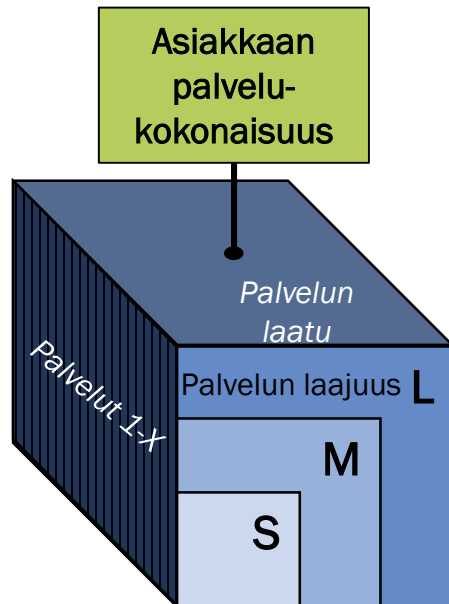 Asiakkaan
palvelu-
kokonaisuus
Palvelun
laatu
Palvelut 1-X
Palvelun laajuus L
M
S